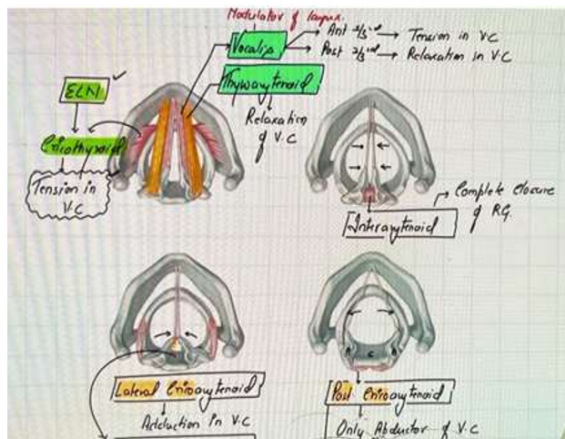 Modulator of larynx.
Vocalis
Ant 1/3rd → Tension in V.C
Post 2/3rd → Relaxation in V.C
ELN
Thyroarytenoid
Cricothyroid
Relaxation
of V.C
Tension in
V.C
Interarytenoid
Complete closure
of R.G.
Lateral Cricoarytenoid
Adduction in V.C
Post Cricoarytenoid
Only Abductor of V.C